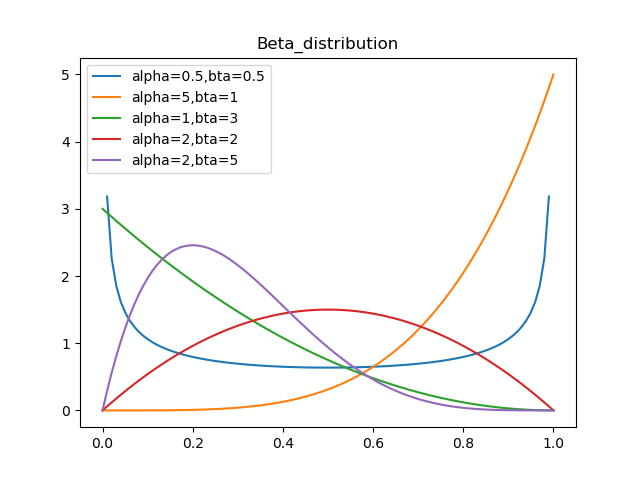 Beta_distribution
alpha=0.5,bta=0.5
alpha=5,bta=1
alpha=1,bta=3
alpha=2,bta=2
alpha=2,bta=5
5
4
3
2
1
0
0.0 0.2 0.4 0.6 0.8 1.0